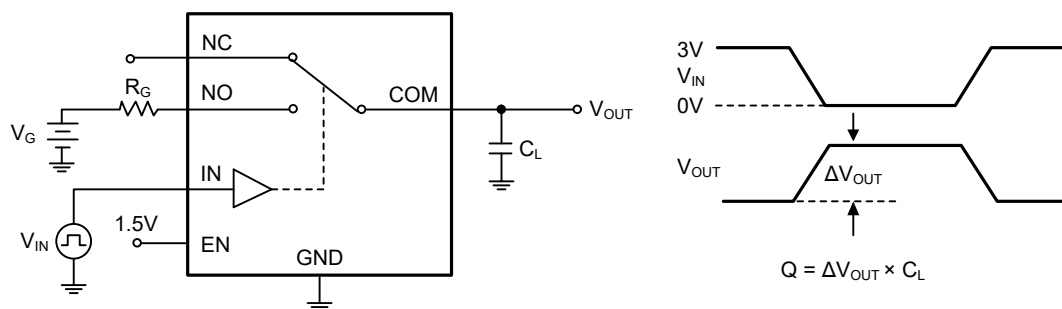 NC
R_G
NO
COM
V_OUT
V_G
C_L
IN
1.5V
V_IN
EN
GND
3V
V_IN
0V
V_OUT
ΔV_OUT
Q = ΔV_OUT × C_L